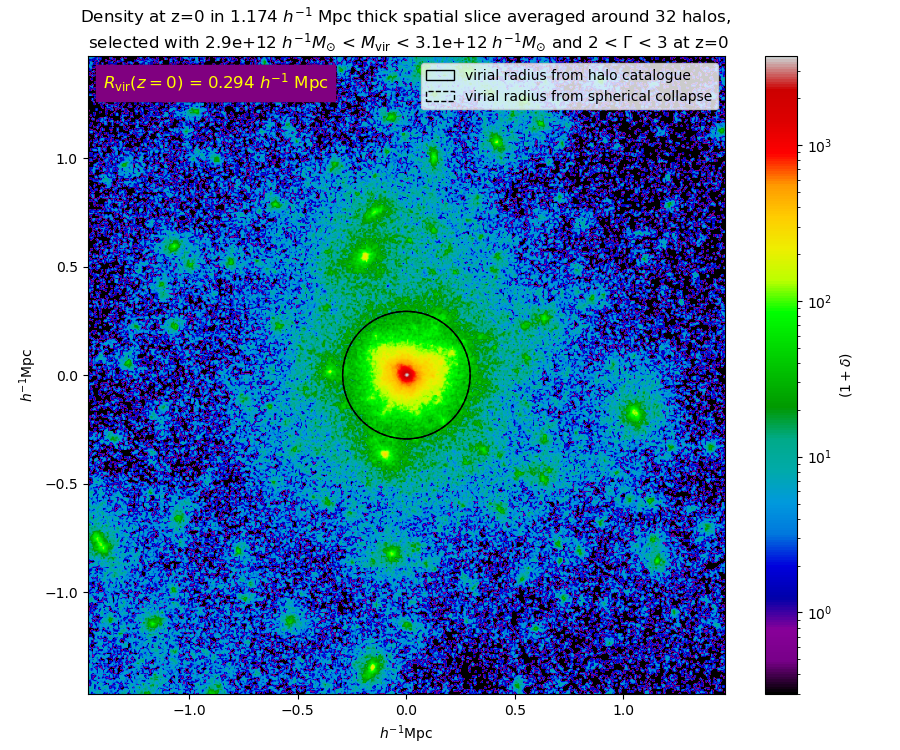 Density at z=0 in 1.174 h⁻¹ Mpc thick spatial slice averaged around 32 halos,
selected with 2.9e+12 h⁻¹M⊙ < Mvir < 3.1e+12 h⁻¹M⊙ and 2 < Γ < 3 at z=0
Rvir(z = 0) = 0.294 h⁻¹ Mpc
virial radius from halo catalogue
virial radius from spherical collapse
1.0
0.5
0.0
−0.5
−1.0
h⁻¹Mpc
−1.0 −0.5 0.0 0.5 1.0
h⁻¹Mpc
10³
10²
10¹
10⁰
(1 + δ)